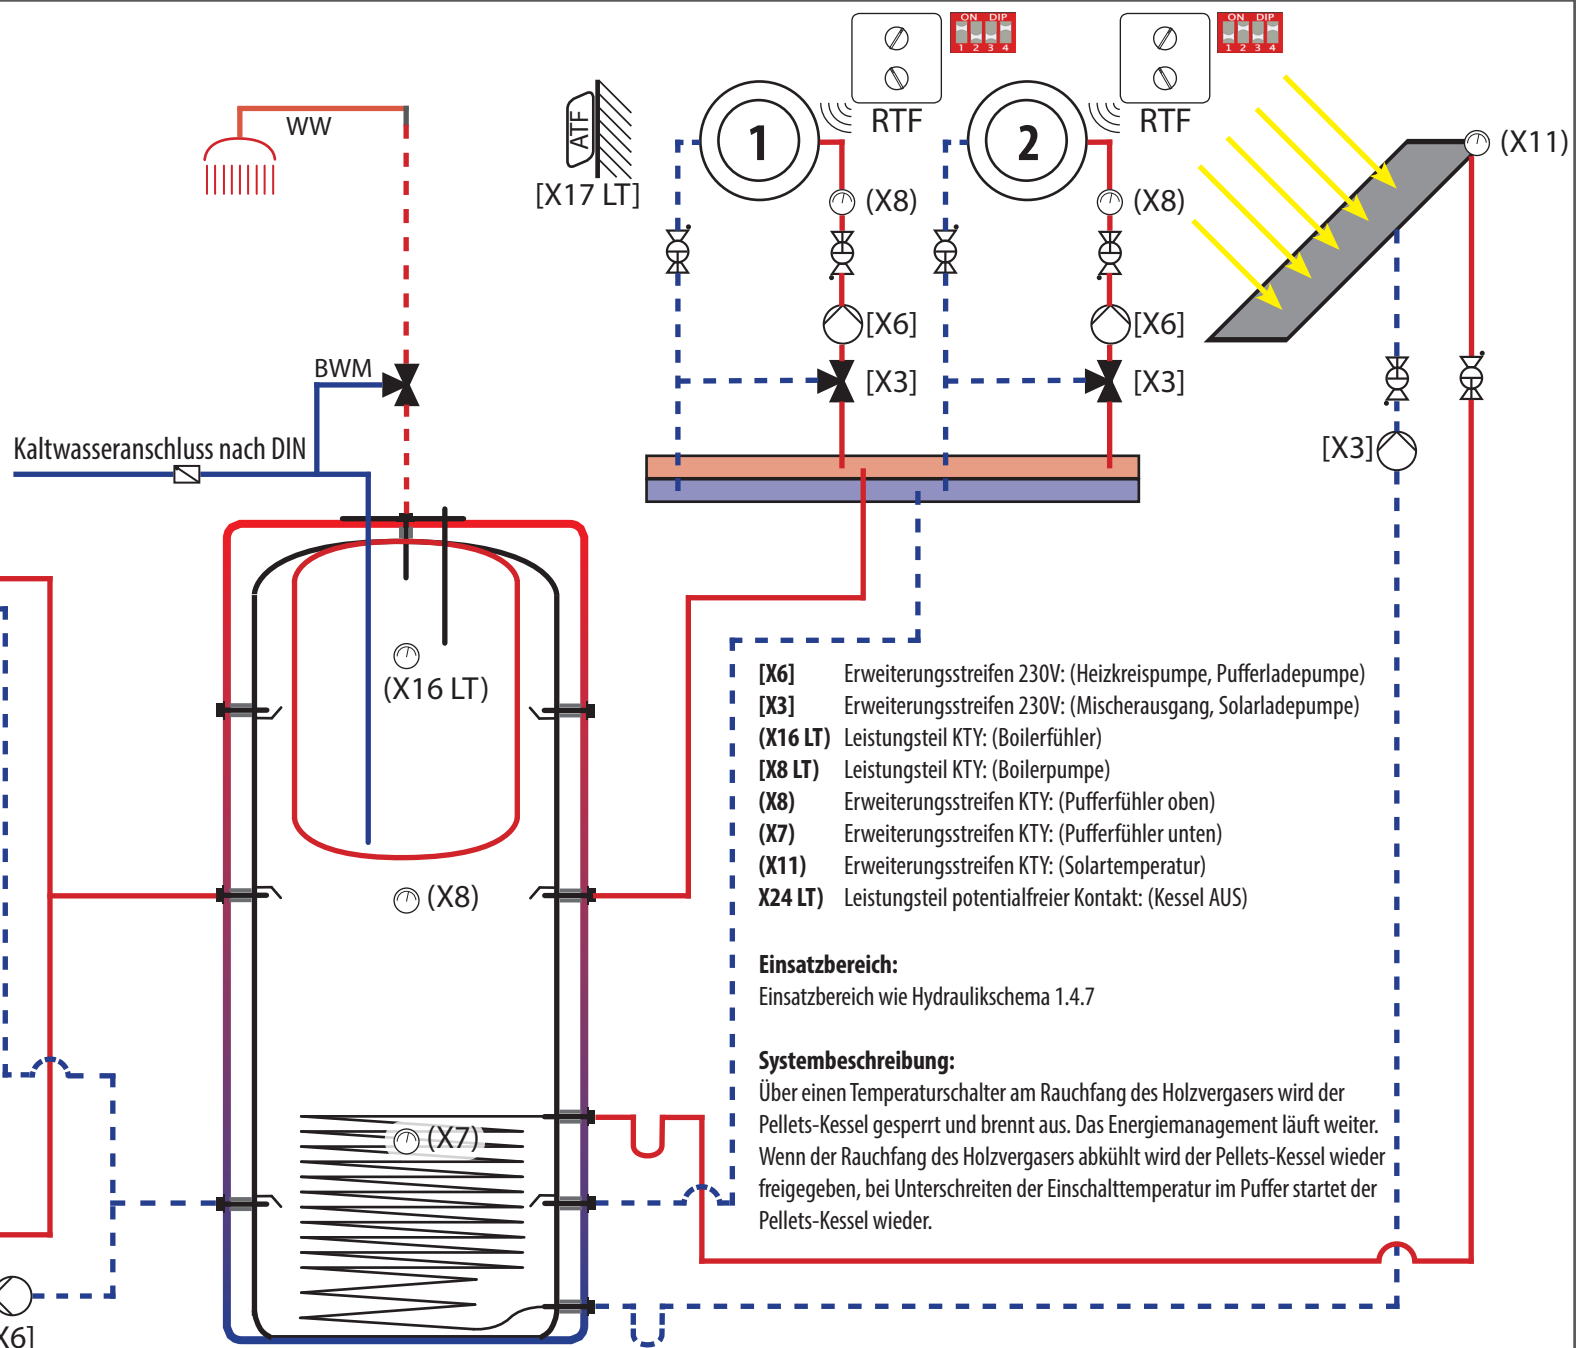 ON DIP
1 2 3 4
ON DIP
1 2 3 4
WW
ATF
[X17 LT]
1
RTF
2
RTF
(X11)
(X8)
(X8)
[X6]
[X6]
BWM
[X3]
[X3]
Kaltwasseranschluss nach DIN
[X3]
(X16 LT)
[X6] Erweiterungsstreifen 230V: (Heizkreispumpe, Pufferladepumpe)
[X3] Erweiterungsstreifen 230V: (Mischerausgang, Solarladepumpe)
(X16 LT) Leistungsteil KTY: (Boilerfühler)
[X8 LT) Leistungsteil KTY: (Boilerpumpe)
(X8) Erweiterungsstreifen KTY: (Pufferfühler oben)
(X7) Erweiterungsstreifen KTY: (Pufferfühler unten)
(X11) Erweiterungsstreifen KTY: (Solartemperatur)
X24 LT) Leistungsteil potentialfreier Kontakt: (Kessel AUS)
(X8)
Einsatzbereich:
Einsatzbereich wie Hydraulikschema 1.4.7
Systembeschreibung:
Über einen Temperaturschalter am Rauchfang des Holzvergasers wird der
Pellets-Kessel gesperrt und brennt aus. Das Energiemanagement läuft weiter.
Wenn der Rauchfang des Holzvergasers abkühlt wird der Pellets-Kessel wieder
freigegeben, bei Unterschreiten der Einschalttemperatur im Puffer startet der
Pellets-Kessel wieder.
(X7)
X6]